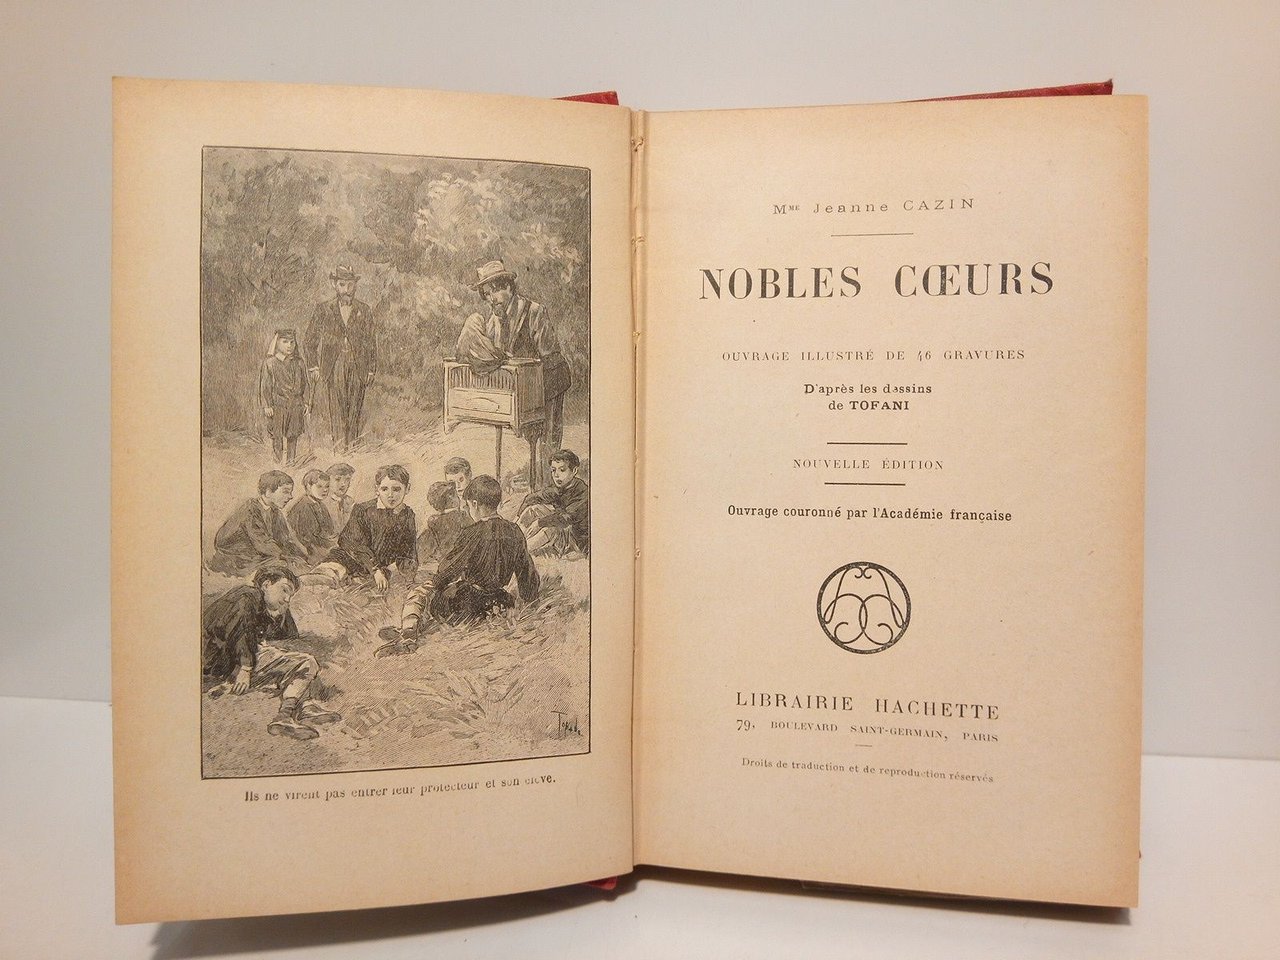 Ils ne virent pas entrer leur protecteur et son élève.
Mme Jeanne CAZIN
NOBLES CŒURS
OUVRAGE ILLUSTRÉ DE 46 GRAVURES
D'après les dessins
de TOFANI
NOUVELLE ÉDITION
Ouvrage couronné par l'Académie française
LIBRAIRIE HACHETTE
79, BOULEVARD SAINT-GERMAIN, PARIS
Droits de traduction et de reproduction réservés